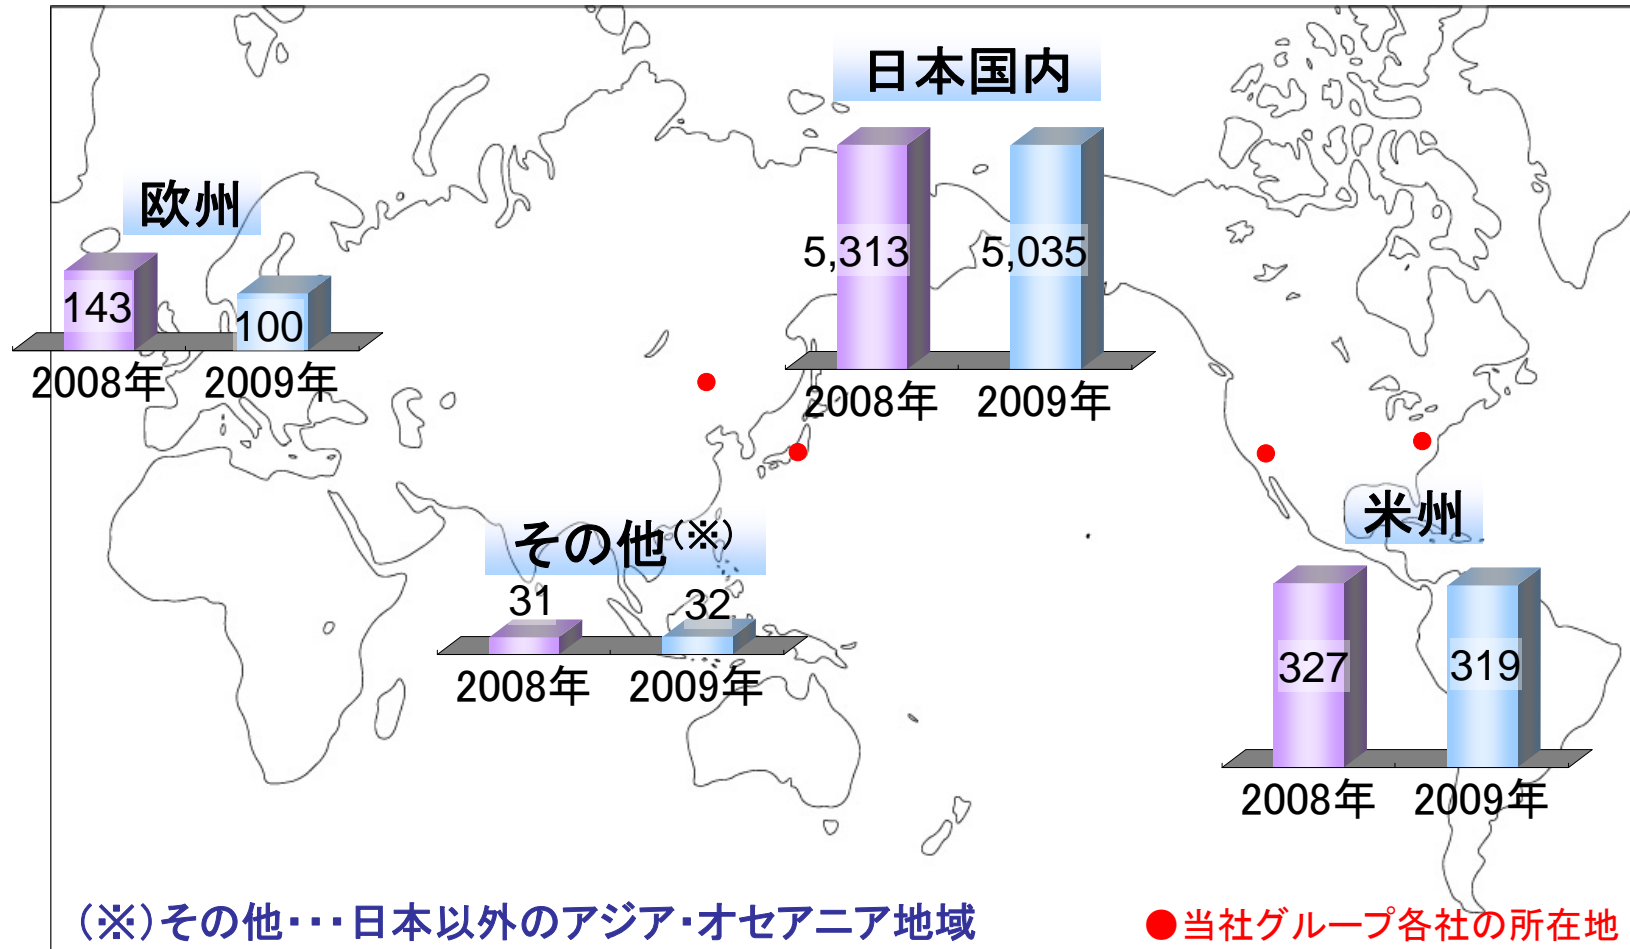 日本国内
5,313
5,035
2008年
2009年
欧州
143
100
2008年
2009年
その他(※)
31
32
2008年
2009年
米州
327
319
2008年
2009年
(※)その他・・・日本以外のアジア・オセアニア地域
●当社グループ各社の所在地